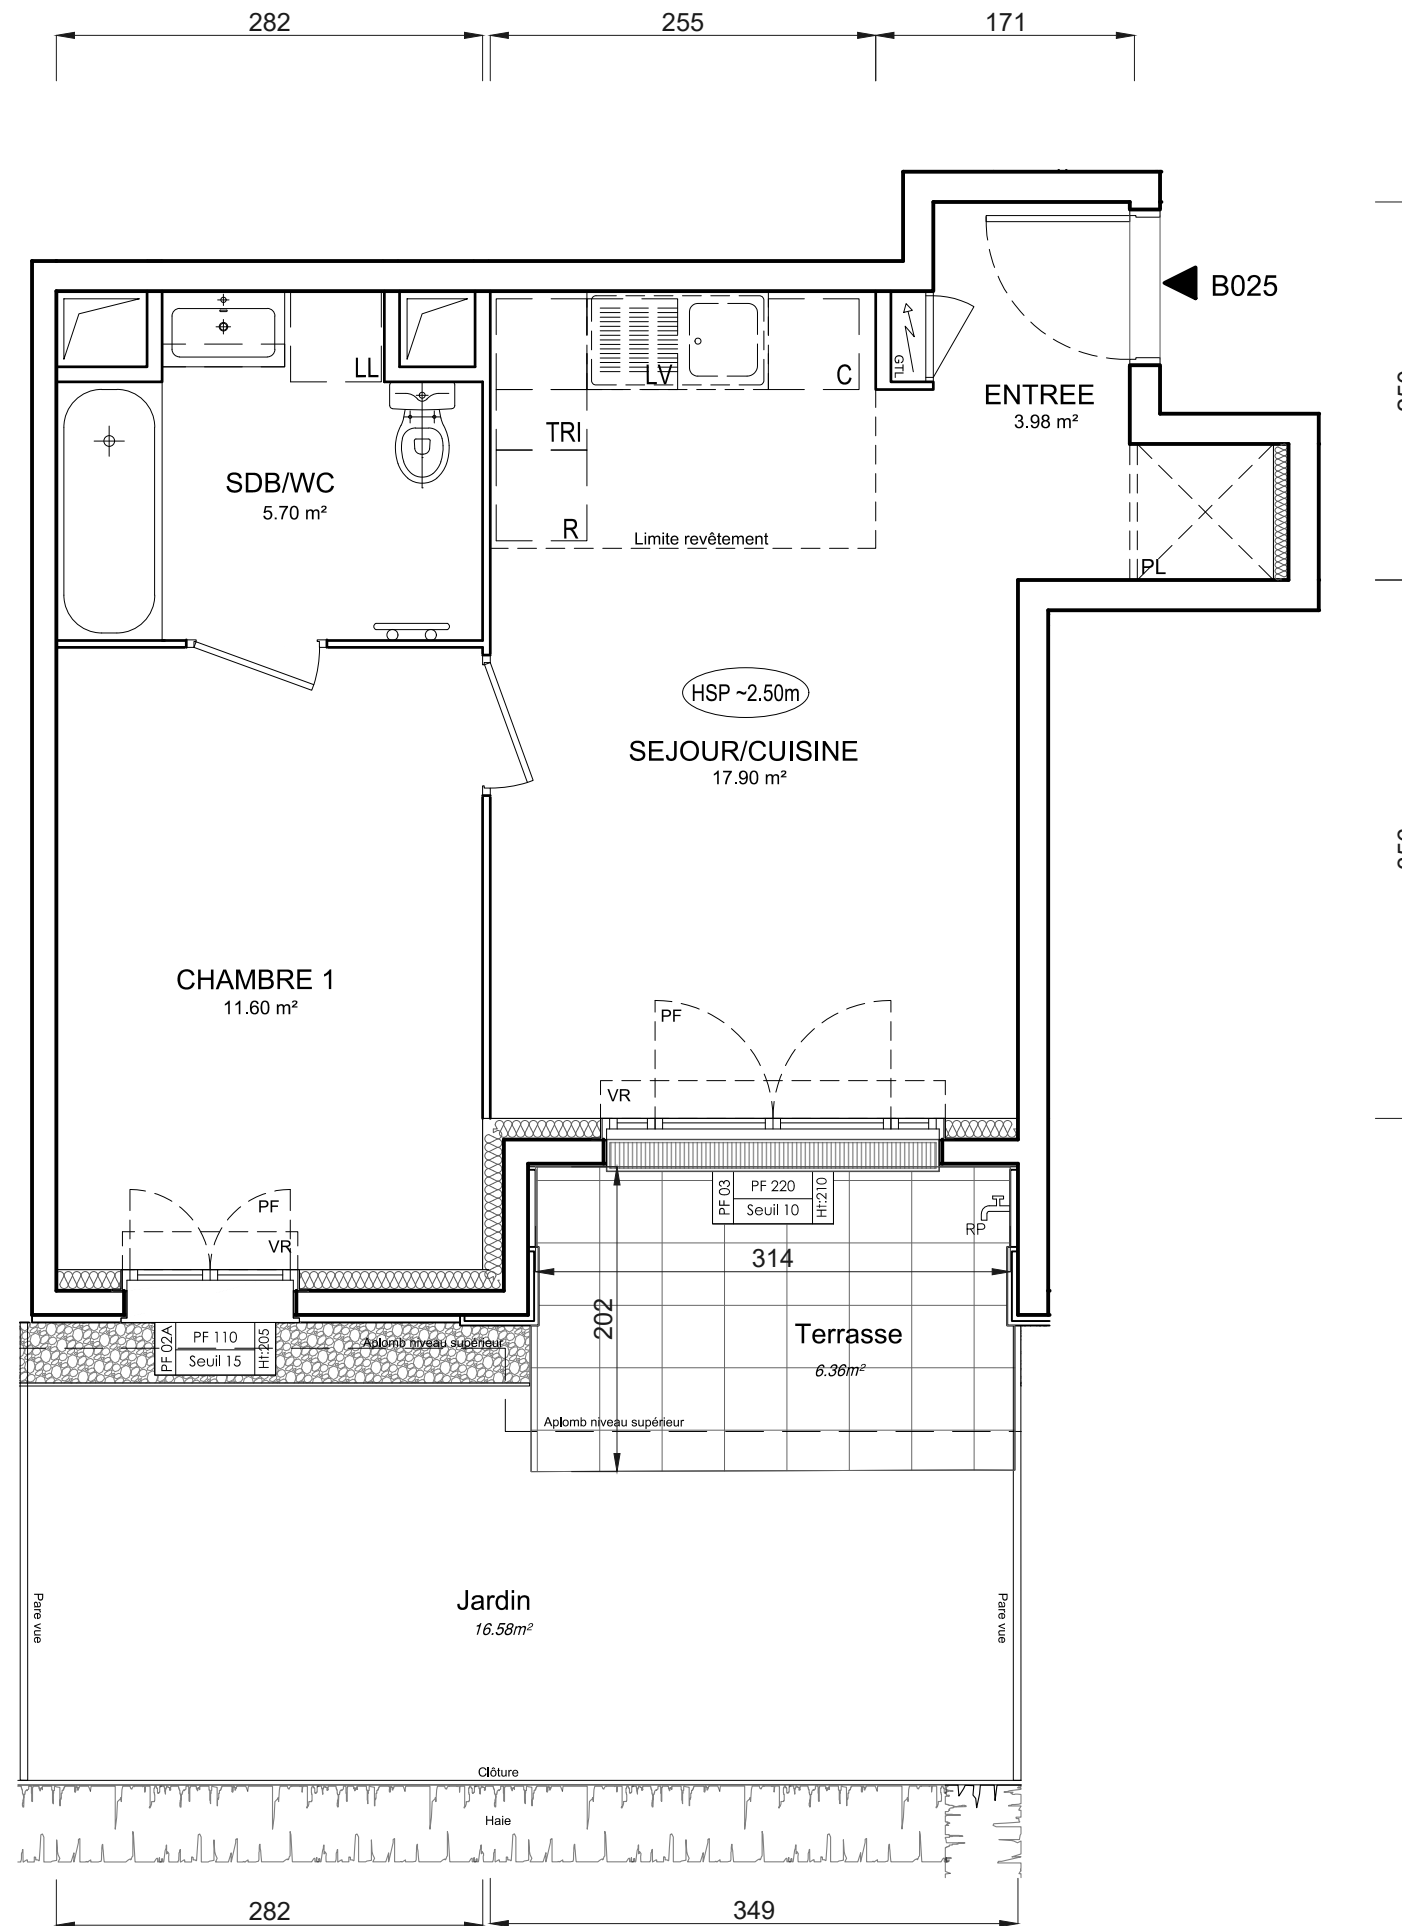 282
255
171
B025
GTL
LL
LV
C
ENTREE
3.98 m²
TRI
SDB/WC
5.70 m²
R
Limite revêtement
PL
HSP ~2.50m
SEJOUR/CUISINE
17.90 m²
CHAMBRE 1
11.60 m²
PF
VR
PF
VR
PF 03
PF 220
Seuil 10
Ht:210
RP
314
202
PF 02A
PF 110
Seuil 15
Ht:205
Aplomb niveau supérieur
Terrasse
6.36m²
Aplomb niveau supérieur
Jardin
16.58m²
Pare vue
Pare vue
Clôture
Haie
282
349